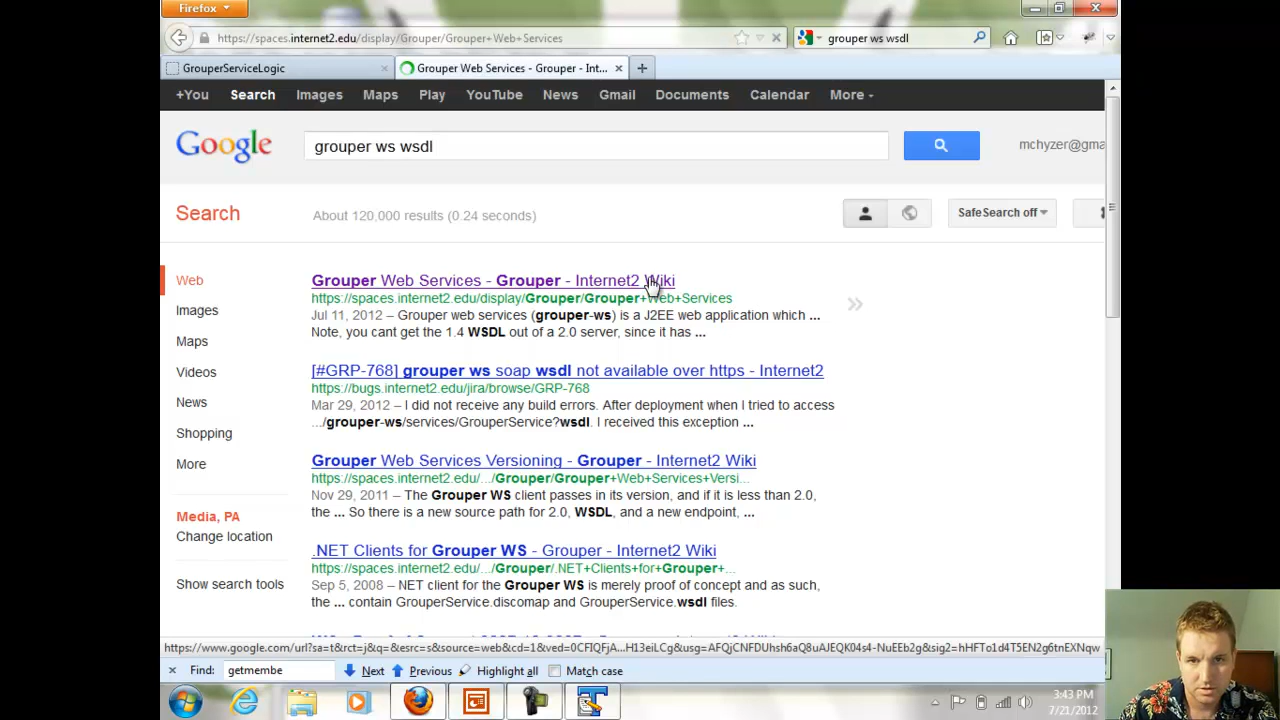 Firefox
https://spaces.internet2.edu/display/Grouper/Grouper+Web+Services
grouper ws wsdl
GrouperServiceLogic
Grouper Web Services - Grouper - Int...
+You Search Images Maps Play YouTube News Gmail Documents Calendar More
Google
grouper ws wsdl
mchyzer@gma
Search
About 120,000 results (0.24 seconds)
SafeSearch off
Web
Images
Maps
Videos
News
Shopping
More
Media, PA
Change location
Show search tools
Grouper Web Services - Grouper - Internet2 Wiki
https://spaces.internet2.edu/display/Grouper/Grouper+Web+Services
Jul 11, 2012 – Grouper web services (grouper-ws) is a J2EE web application which ...
Note, you cant get the 1.4 WSDL out of a 2.0 server, since it has ...
[#GRP-768] grouper ws soap wsdl not available over https - Internet2
https://bugs.internet2.edu/jira/browse/GRP-768
Mar 29, 2012 – I did not receive any build errors. After deployment when I tried to access
.../grouper-ws/services/GrouperService?wsdl. I received this exception ...
Grouper Web Services Versioning - Grouper - Internet2 Wiki
https://spaces.internet2.edu/.../Grouper/Grouper+Web+Services+Versi...
Nov 29, 2011 – The Grouper WS client passes in its version, and if it is less than 2.0,
the ... So there is a new source path for 2.0, WSDL, and a new endpoint, ...
.NET Clients for Grouper WS - Grouper - Internet2 Wiki
https://spaces.internet2.edu/.../Grouper/.NET+Clients+for+Grouper+...
Sep 5, 2008 – NET client for the Grouper WS is merely proof of concept and as such,
the ... contain GrouperService.discomap and GrouperService.wsdl files.
Find: getmembe Next Previous Highlight all Match case
3:43 PM
7/21/2012